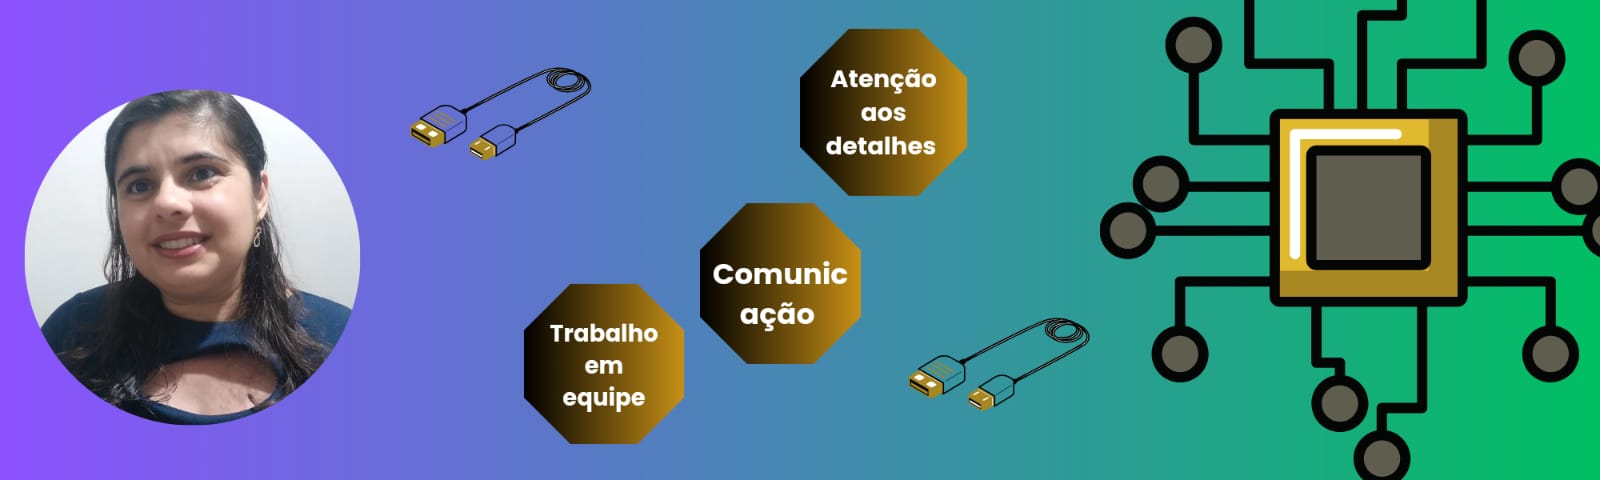 Atenção
aos
detalhes
Comunic
ação
Trabalho
em
equipe